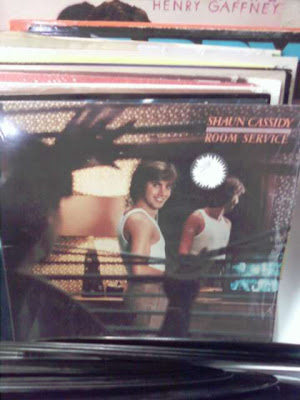 HENRY GAFFNEY
SHAUN CASSIDY
ROOM SERVICE